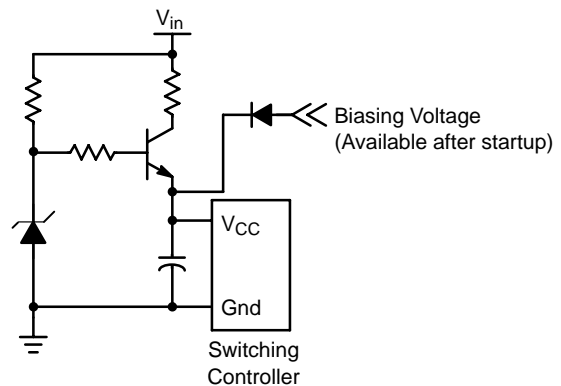 Vin
Biasing Voltage
(Available after startup)
VCC
Gnd
Switching
Controller